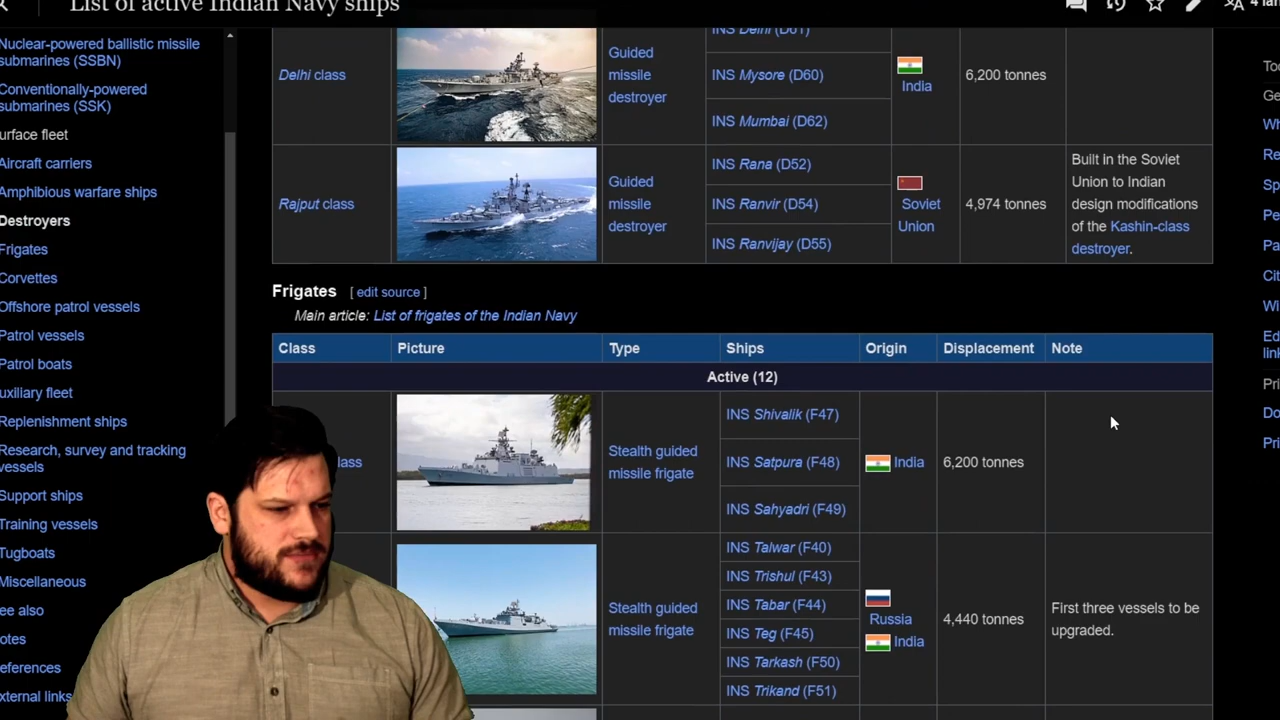 List of active Indian Navy ships
Nuclear-powered ballistic missile
submarines (SSBN)
Conventionally-powered
submarines (SSK)
urface fleet
Aircraft carriers
Amphibious warfare ships
Destroyers
Frigates
Corvettes
Offshore patrol vessels
Patrol vessels
Patrol boats
uxiliary fleet
Replenishment ships
Research, survey and training
vessels
Support ships
Training vessels
Tugboats
Miscellaneous
ee also
otes
eferences
xternal links
Delhi class
Guided
missile
destroyer
INS Delhi (D61)
INS Mysore (D60)
INS Mumbai (D62)
India
6,200 tonnes
Rajput class
Guided
missile
destroyer
INS Rana (D52)
INS Ranvir (D54)
INS Ranvijay (D55)
Soviet
Union
4,974 tonnes
Built in the Soviet
Union to Indian
design modifications
of the Kashin-class
destroyer.
Frigates [ edit source ]
Main article: List of frigates of the Indian Navy
Class Picture Type Ships Origin Displacement Note
Active (12)
lass
Stealth guided
missile frigate
INS Shivalik (F47)
INS Satpura (F48)
INS Sahyadri (F49)
India
6,200 tonnes
Stealth guided
missile frigate
INS Talwar (F40)
INS Trishul (F43)
INS Tabar (F44)
INS Teg (F45)
INS Tarkash (F50)
INS Trikand (F51)
Russia
India
4,440 tonnes
First three vessels to be
upgraded.